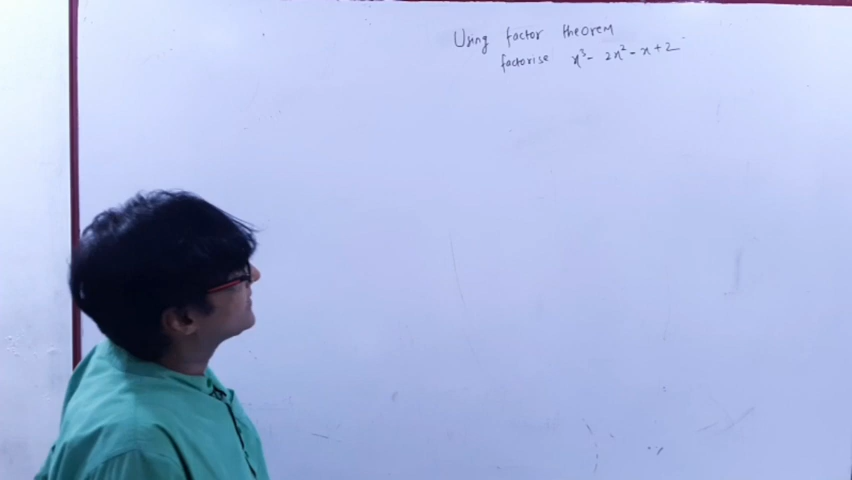 Using factor theorem
factorise x³ - 2x² - x + 2